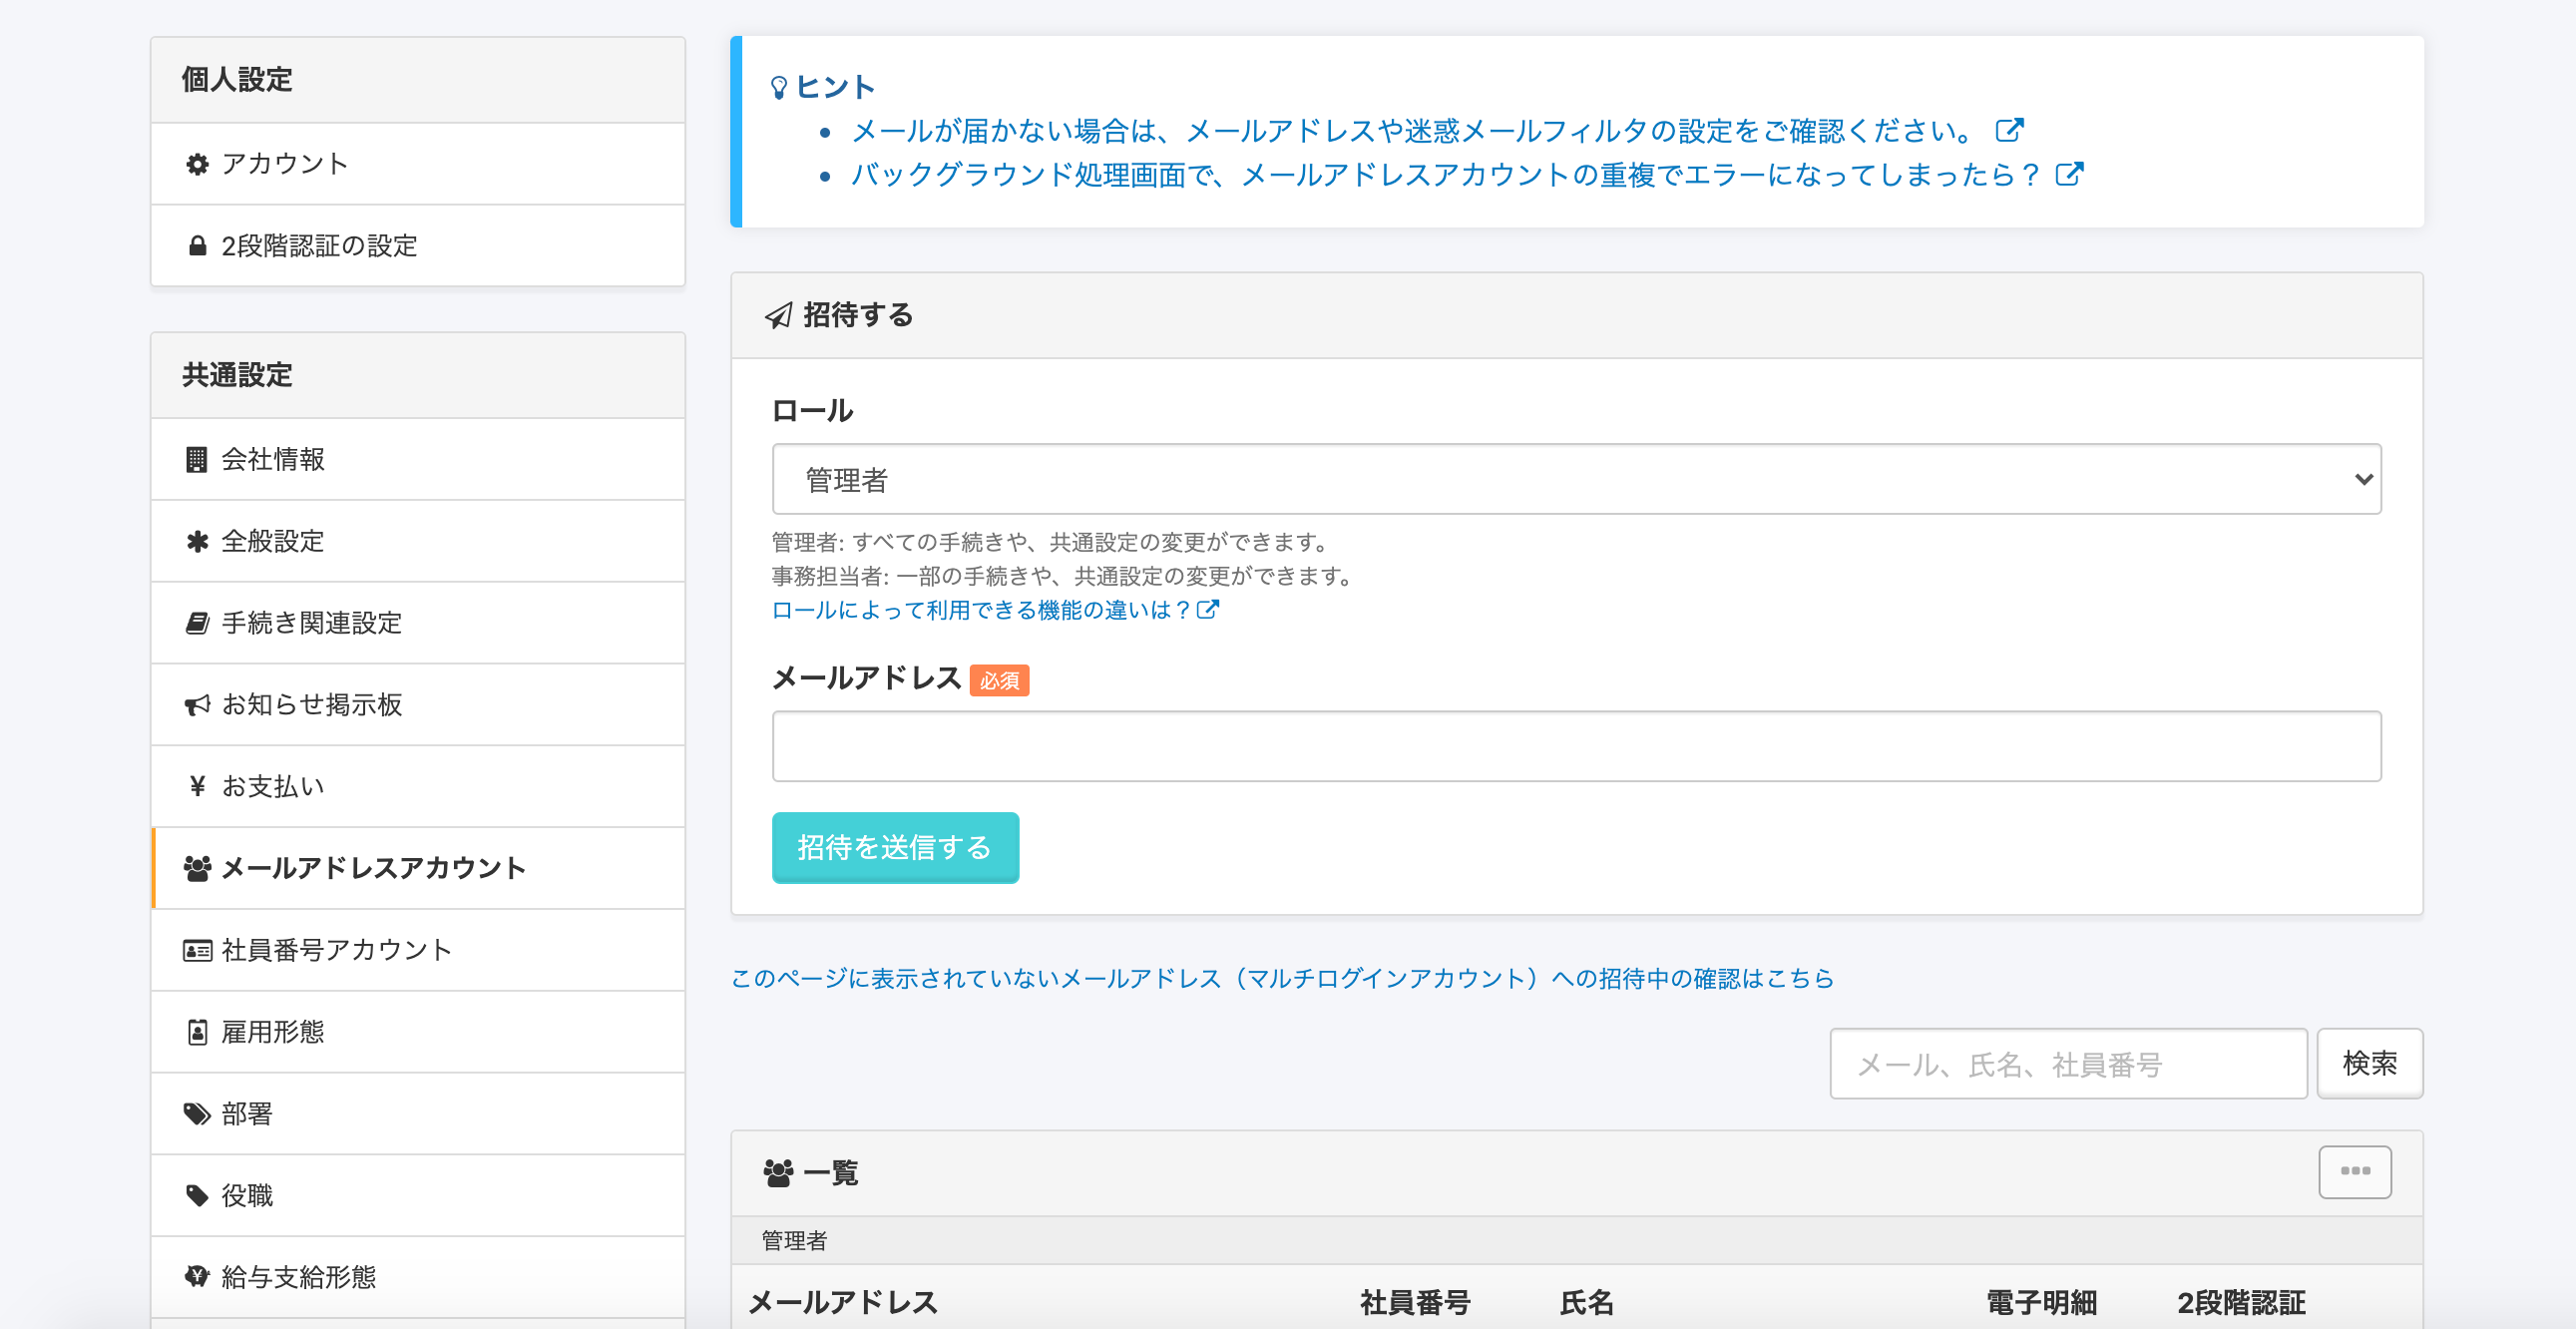 個人設定
アカウント
2段階認証の設定
共通設定
会社情報
全般設定
手続き関連設定
お知らせ掲示板
¥ お支払い
メールアドレスアカウント
社員番号アカウント
雇用形態
部署
役職
給与支給形態
ヒント
メールが届かない場合は、メールアドレスや迷惑メールフィルタの設定をご確認ください。
バックグラウンド処理画面で、メールアドレスアカウントの重複でエラーになってしまったら？
招待する
ロール
管理者
管理者: すべての手続きや、共通設定の変更ができます。
事務担当者: 一部の手続きや、共通設定の変更ができます。
ロールによって利用できる機能の違いは？
メールアドレス 必須
招待を送信する
このページに表示されていないメールアドレス（マルチログインアカウント）への招待中の確認はこちら
メール、氏名、社員番号 検索
一覧
管理者
メールアドレス 社員番号 氏名 電子明細 2段階認証